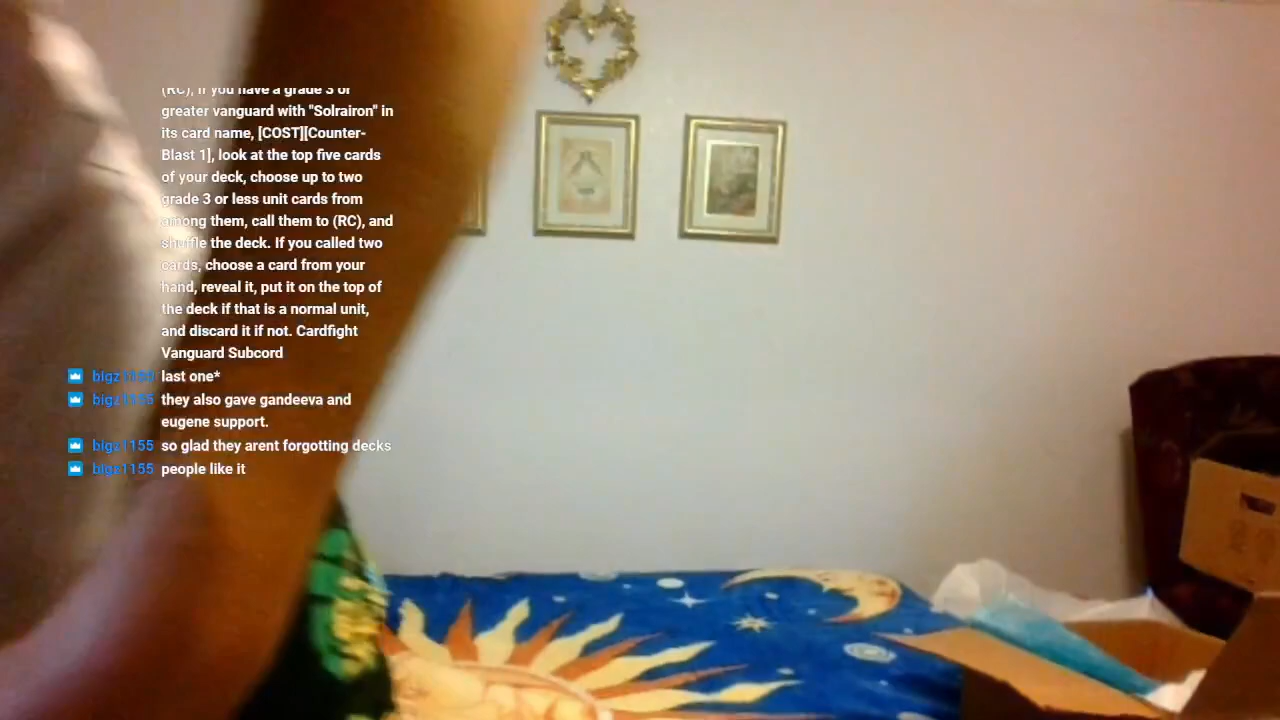 (RC), if you have a grade 3 or
greater vanguard with "Solrairon" in
its card name, [COST][Counter-
Blast 1], look at the top five cards
of your deck, choose up to two
grade 3 or less unit cards from
among them, call them to (RC), and
shuffle the deck. If you called two
cards, choose a card from your
hand, reveal it, put it on the top of
the deck if that is a normal unit,
and discard it if not. Cardfight
Vanguard Subcord
bigz1155 last one*
bigz1155 they also gave gandeeva and
eugene support.
bigz1155 so glad they arent forgotting decks
bigz1155 people like it